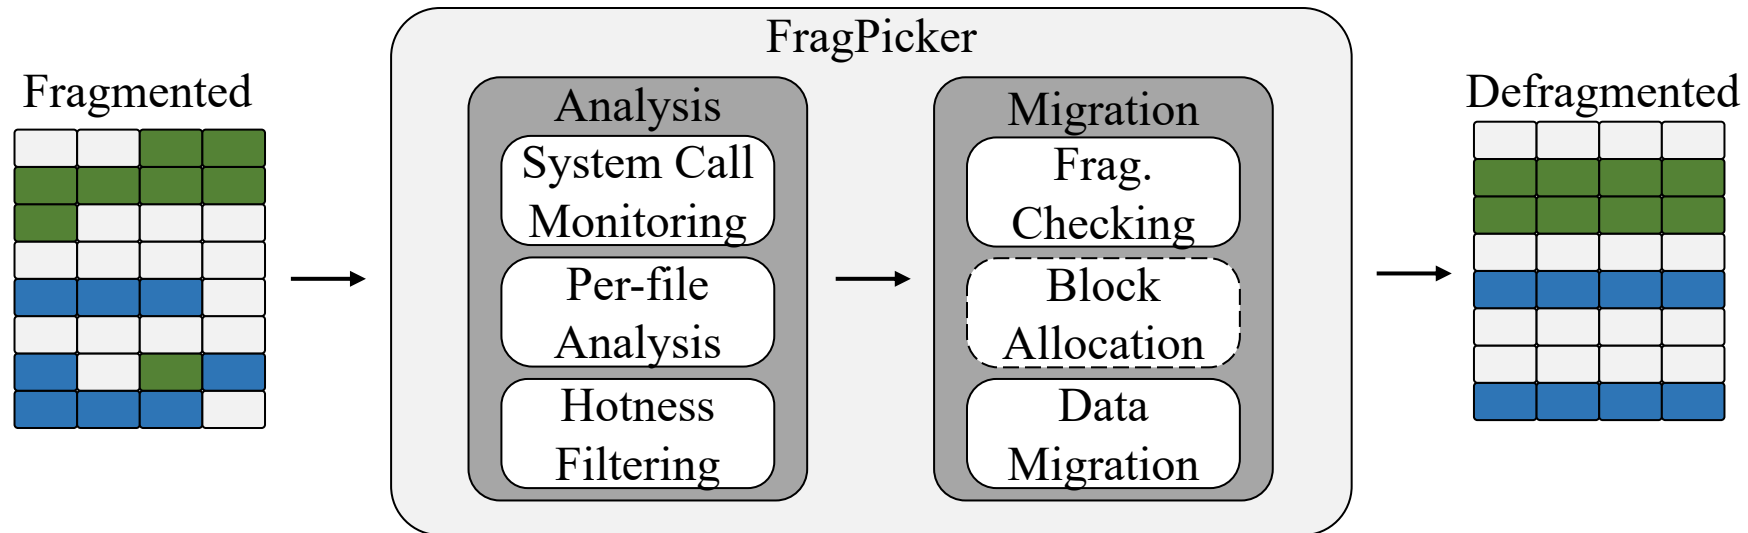 FragPicker
Fragmented
Analysis
System Call
Monitoring
Per-file
Analysis
Hotness
Filtering
Migration
Frag.
Checking
Block
Allocation
Data
Migration
Defragmented